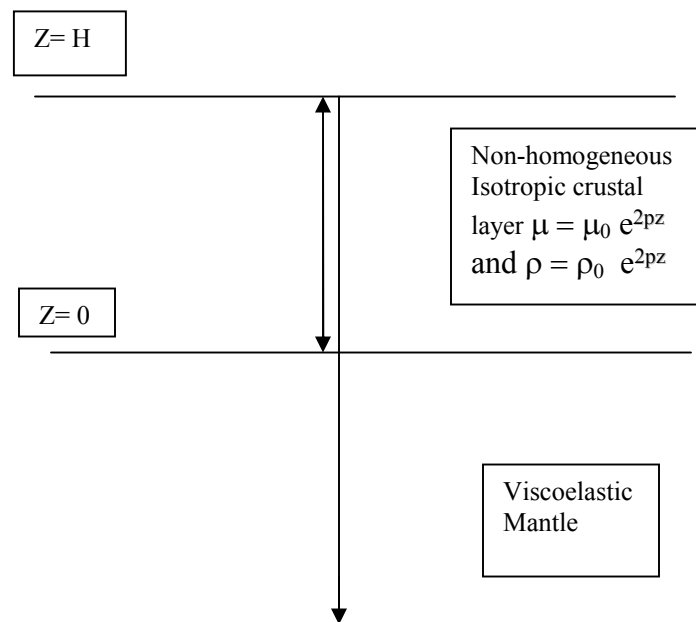 Z= H
Non-homogeneous
Isotropic crustal
layer μ = μ₀ e²ᵖᶻ
and ρ = ρ₀ e²ᵖᶻ
Z= 0
Viscoelastic
Mantle